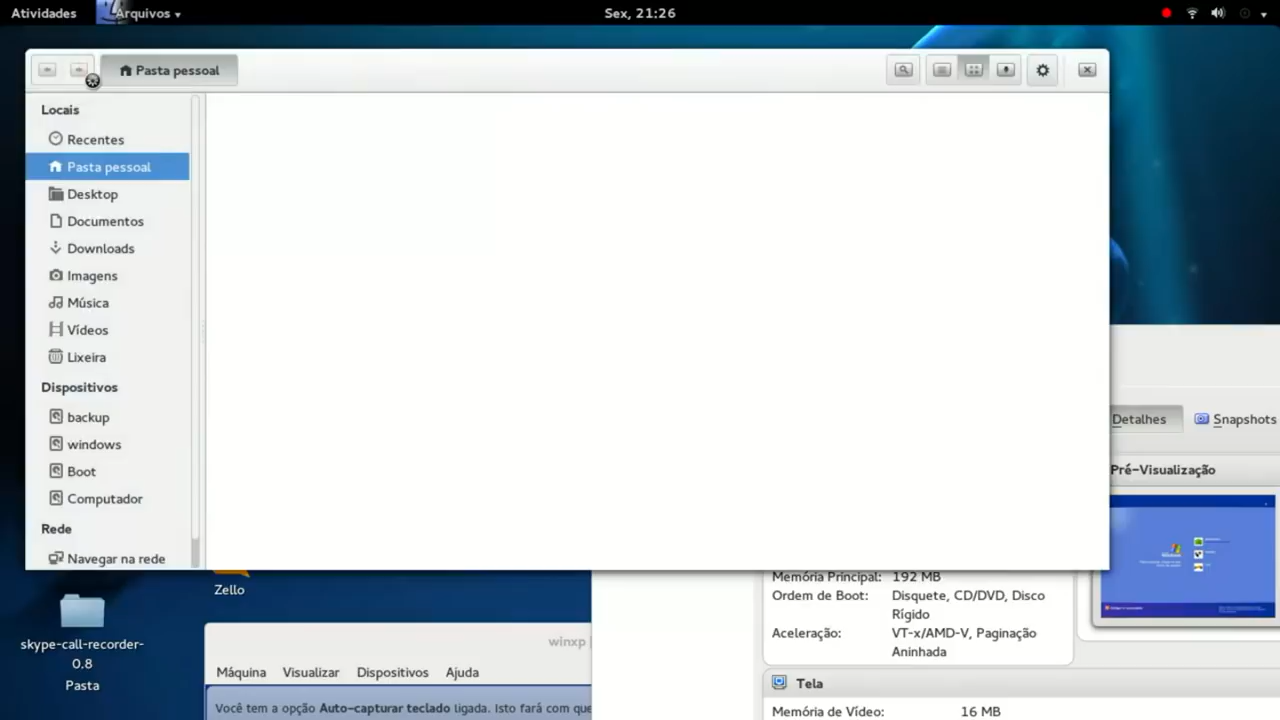 Atividades
Arquivos
Sex, 21:26
Pasta pessoal
Locais
Recentes
Pasta pessoal
Desktop
Documentos
Downloads
Imagens
Música
Vídeos
Lixeira
Dispositivos
backup
windows
Boot
Computador
Rede
Navegar na rede
Detalhes
Snapshots
Pré-Visualização
Zello
skype-call-recorder-
0.8
Pasta
winxp
Máquina Visualizar Dispositivos Ajuda
Você tem a opção Auto-capturar teclado ligada. Isto fará com que
Memória Principal: 192 MB
Ordem de Boot: Disquete, CD/DVD, Disco
Rígido
Aceleração: VT-x/AMD-V, Paginação
Aninhada
Tela
Memória de Vídeo: 16 MB